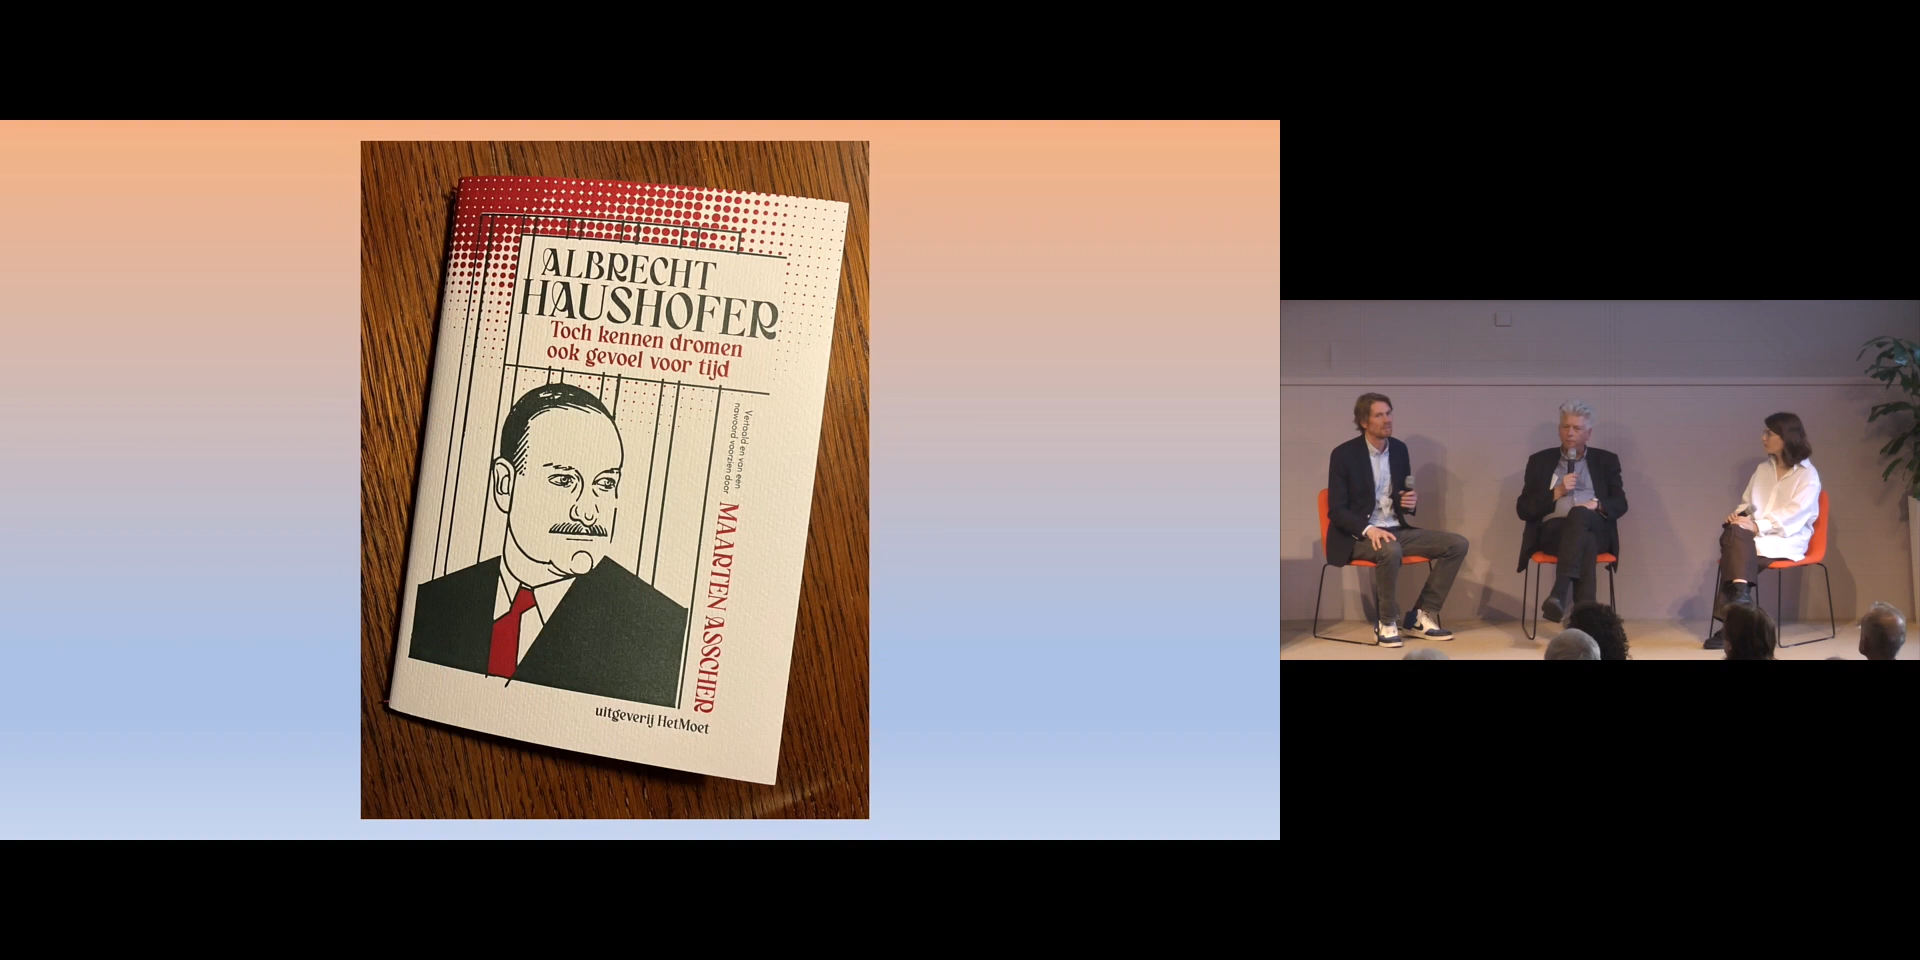 ALBRECHT
HAUSHOFER
Toch kennen dromen
ook gevoel voor tijd
Vertaald en van een
nawoord voorzien door
MAARTEN ASSCHER
uitgeverij HetMoet